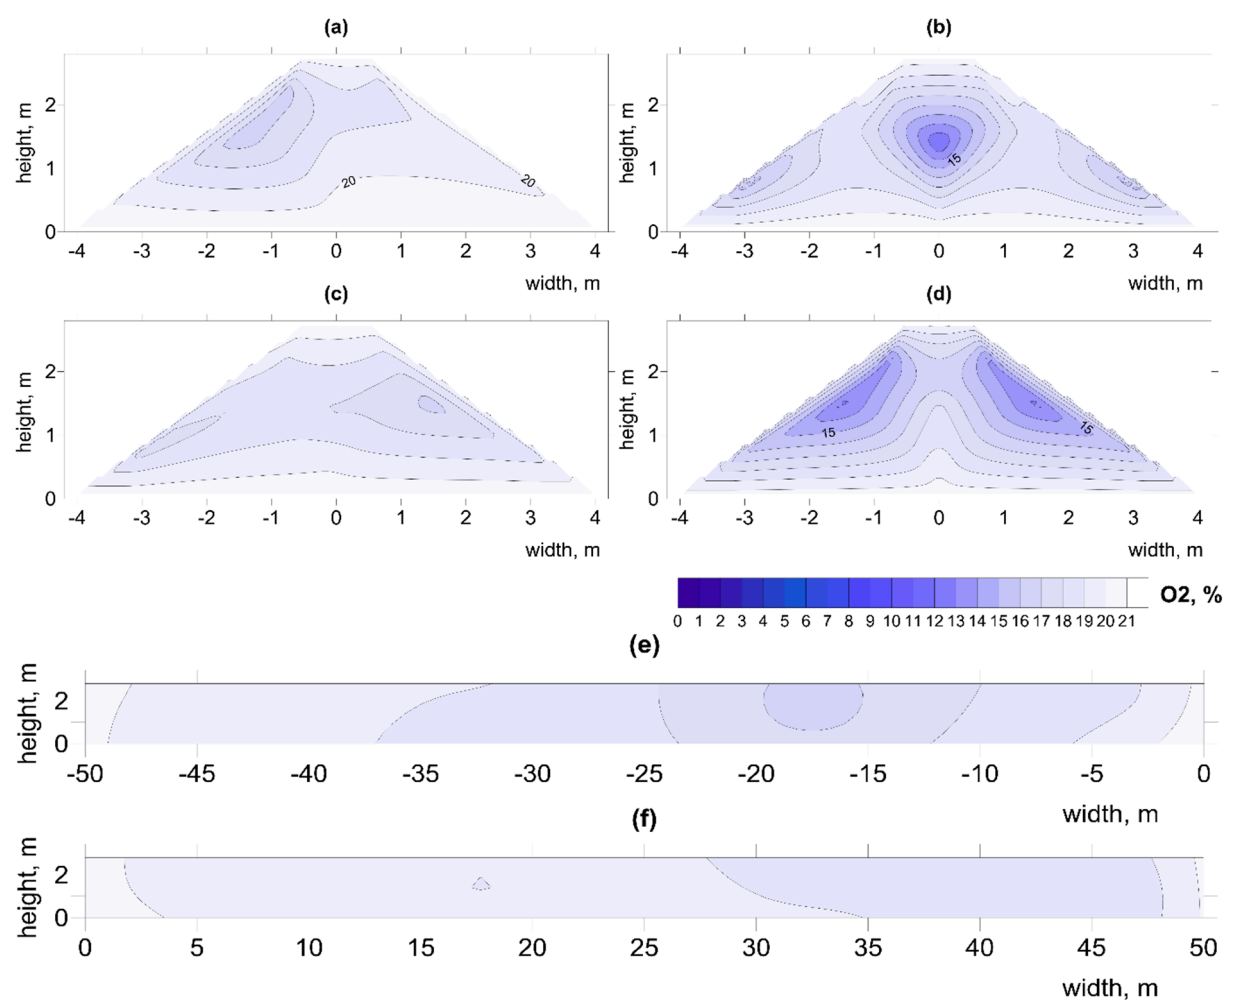 (a)
(b)
height, m
2
1
0
20
20
-4 -3 -2 -1 0 1 2 3 4
width, m
height, m
2
1
0
15
-4 -3 -2 -1 0 1 2 3 4
width, m
(c)
(d)
height, m
2
1
0
-4 -3 -2 -1 0 1 2 3 4
width, m
height, m
2
1
0
15
15
-4 -3 -2 -1 0 1 2 3 4
width, m
O2, %
0 1 2 3 4 5 6 7 8 9 10 11 12 13 14 15 16 17 18 19 20 21
(e)
height, m
2
0
-50 -45 -40 -35 -30 -25 -20 -15 -10 -5 0
width, m
(f)
height, m
2
0
0 5 10 15 20 25 30 35 40 45 50
width, m